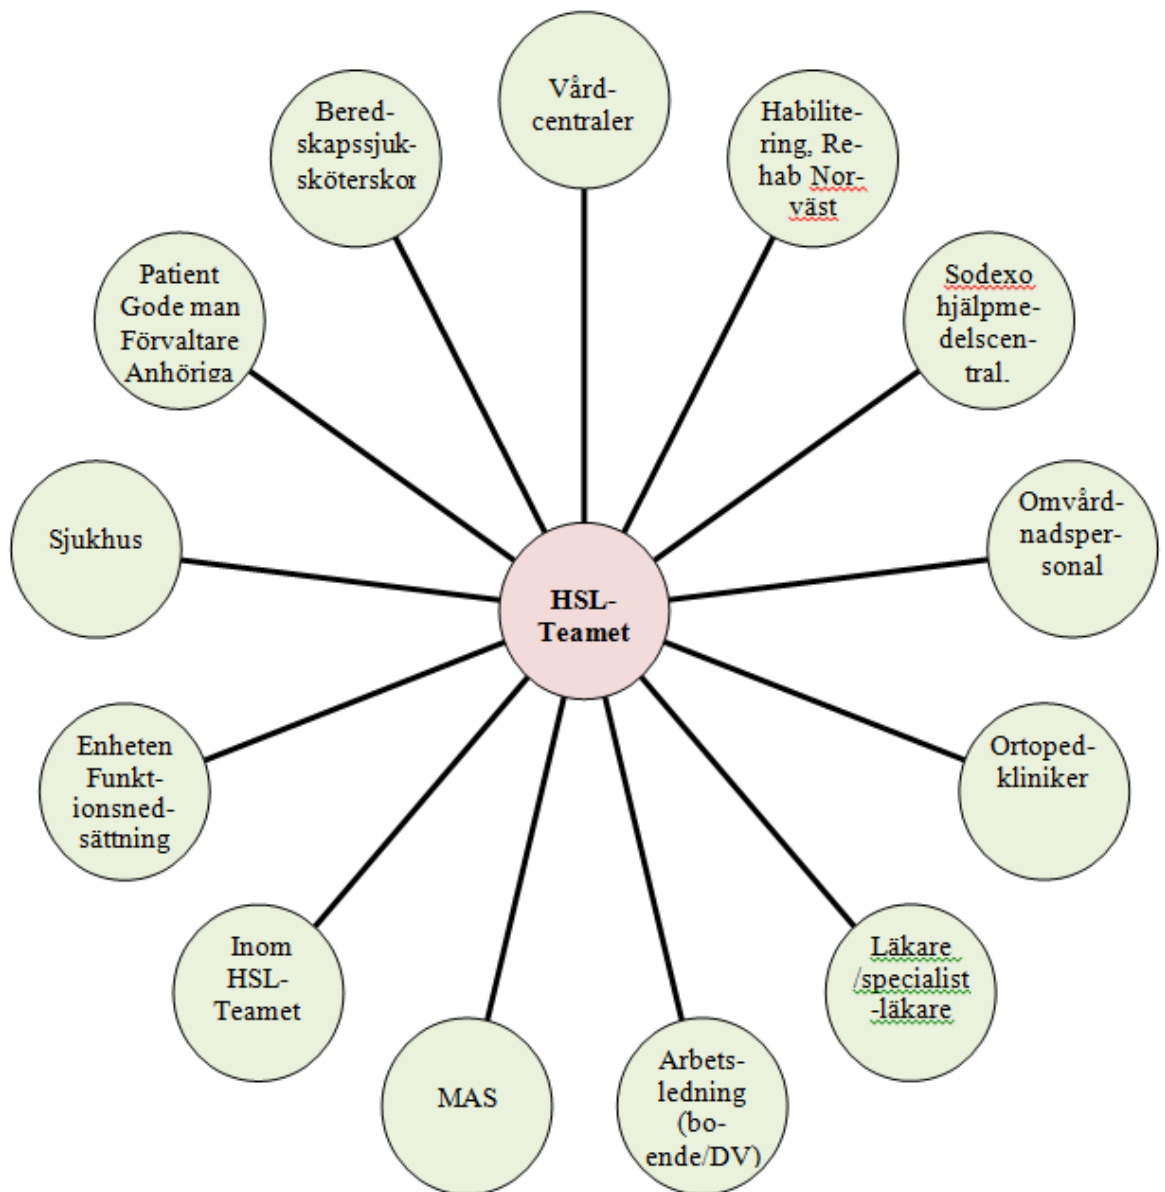 Vård-
centraler
Habilite-
ring, Re-
hab Nor-
väst
Sodexo
hjälpme-
delscen-
tral.
Omvård-
nadsper-
sonal
Ortoped-
kliniker
Läkare
/specialist
-läkare
Arbets-
ledning
(bo-
ende/DV)
MAS
Inom
HSL-
Teamet
Enheten
Funkt-
ionsned-
sättning
Sjukhus
Patient
Gode man
Förvaltare
Anhöriga
Bered-
skapssjuk-
sköterskor
HSL-
Teamet